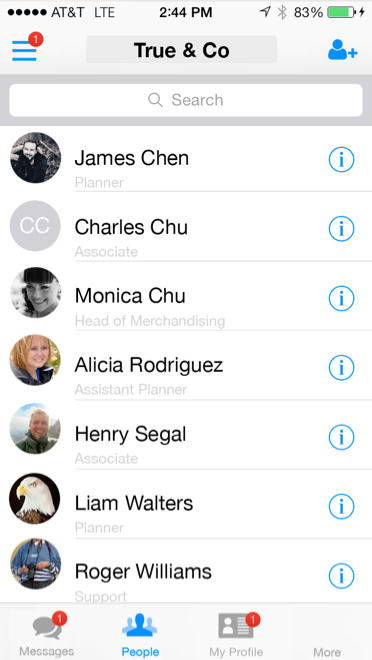 AT&T LTE 2:44 PM 83%
1
True & Co
Search
James Chen
Planner
CC
Charles Chu
Associate
Monica Chu
Head of Merchandising
Alicia Rodriguez
Assistant Planner
Henry Segal
Associate
Liam Walters
Planner
Roger Williams
Support
1
1
Messages People My Profile More